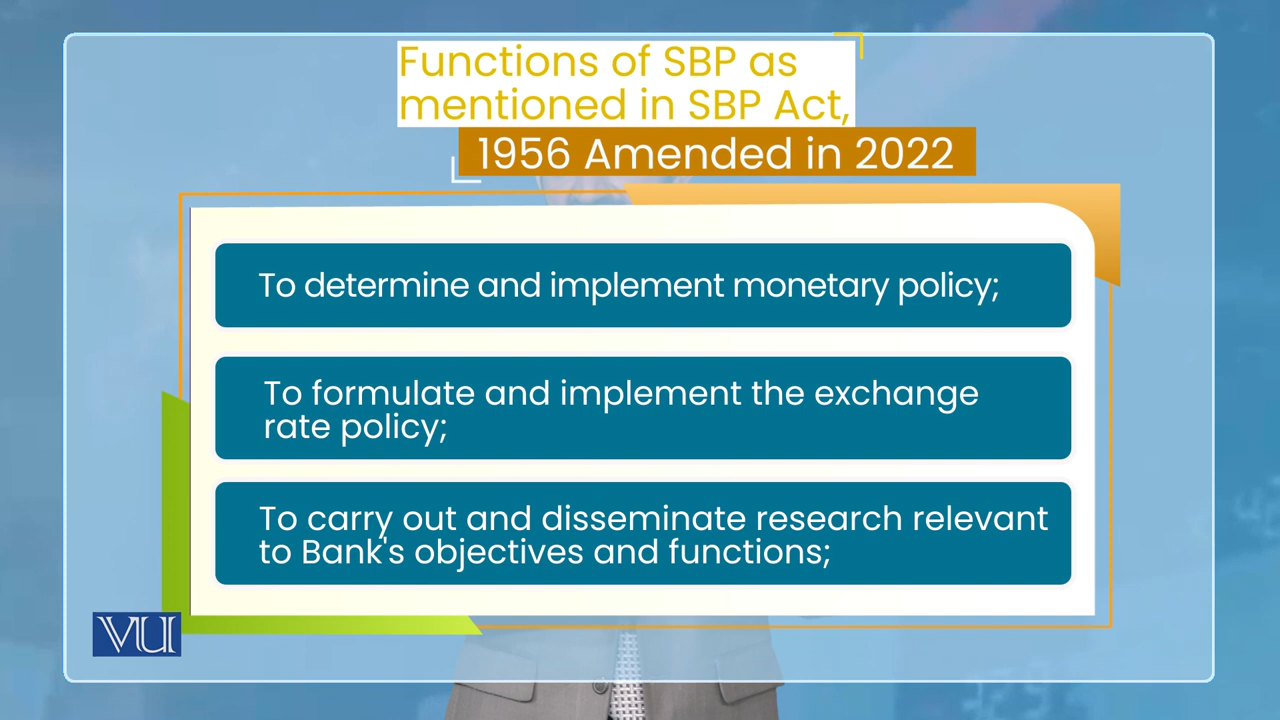 Functions of SBP as
mentioned in SBP Act,
1956 Amended in 2022
To determine and implement monetary policy;
To formulate and implement the exchange
rate policy;
To carry out and disseminate research relevant
to Bank's objectives and functions;
VU